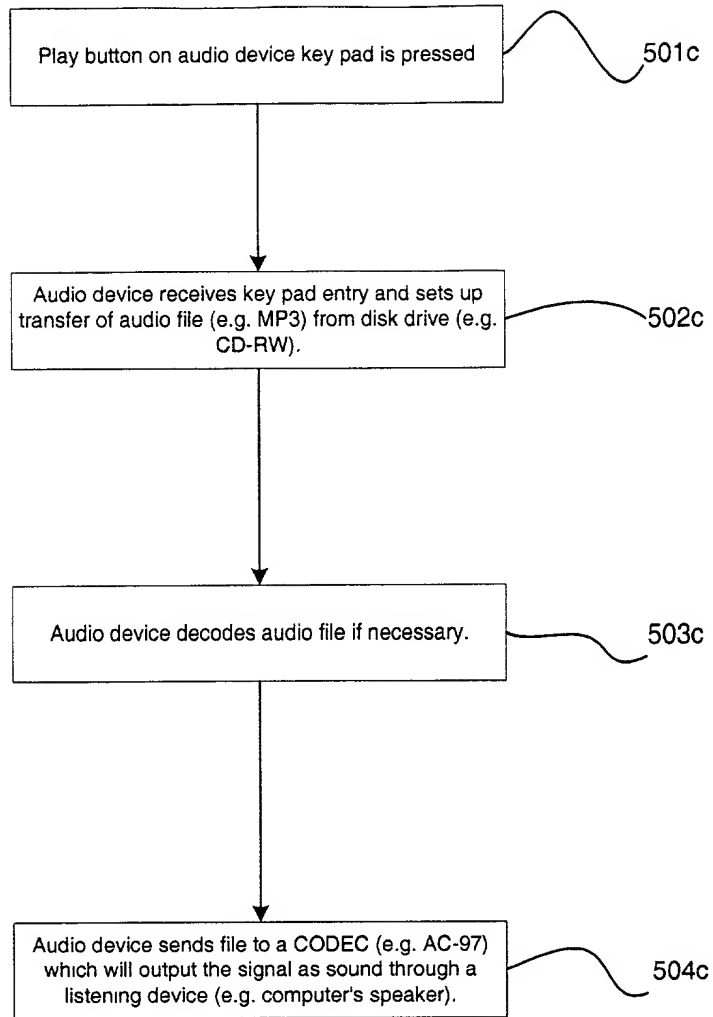 Play button on audio device key pad is pressed
501c
Audio device receives key pad entry and sets up
transfer of audio file (e.g. MP3) from disk drive (e.g.
CD-RW).
502c
Audio device decodes audio file if necessary.
503c
Audio device sends file to a CODEC (e.g. AC-97)
which will output the signal as sound through a
listening device (e.g. computer's speaker).
504c